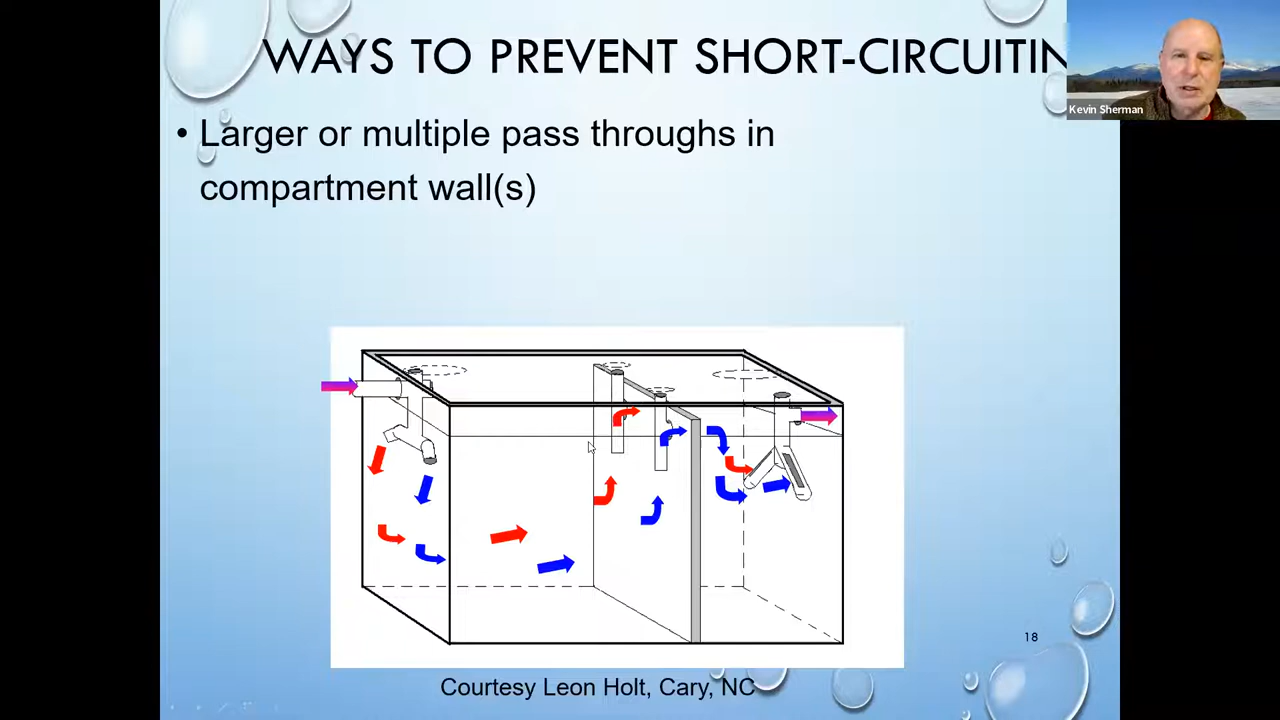 WAYS TO PREVENT SHORT-CIRCUITIN
Kevin Sherman
• Larger or multiple pass throughs in
compartment wall(s)
18
Courtesy Leon Holt, Cary, NC